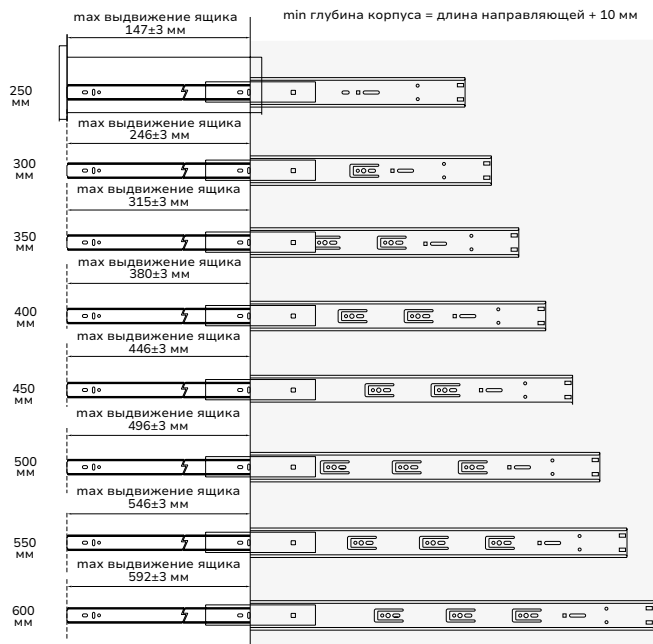 max выдвижение ящика
147±3 мм
min глубина корпуса = длина направляющей + 10 мм
250
мм
max выдвижение ящика
246±3 мм
300
мм
max выдвижение ящика
315±3 мм
350
мм
max выдвижение ящика
380±3 мм
400
мм
max выдвижение ящика
446±3 мм
450
мм
max выдвижение ящика
496±3 мм
500
мм
max выдвижение ящика
546±3 мм
550
мм
max выдвижение ящика
592±3 мм
600
мм